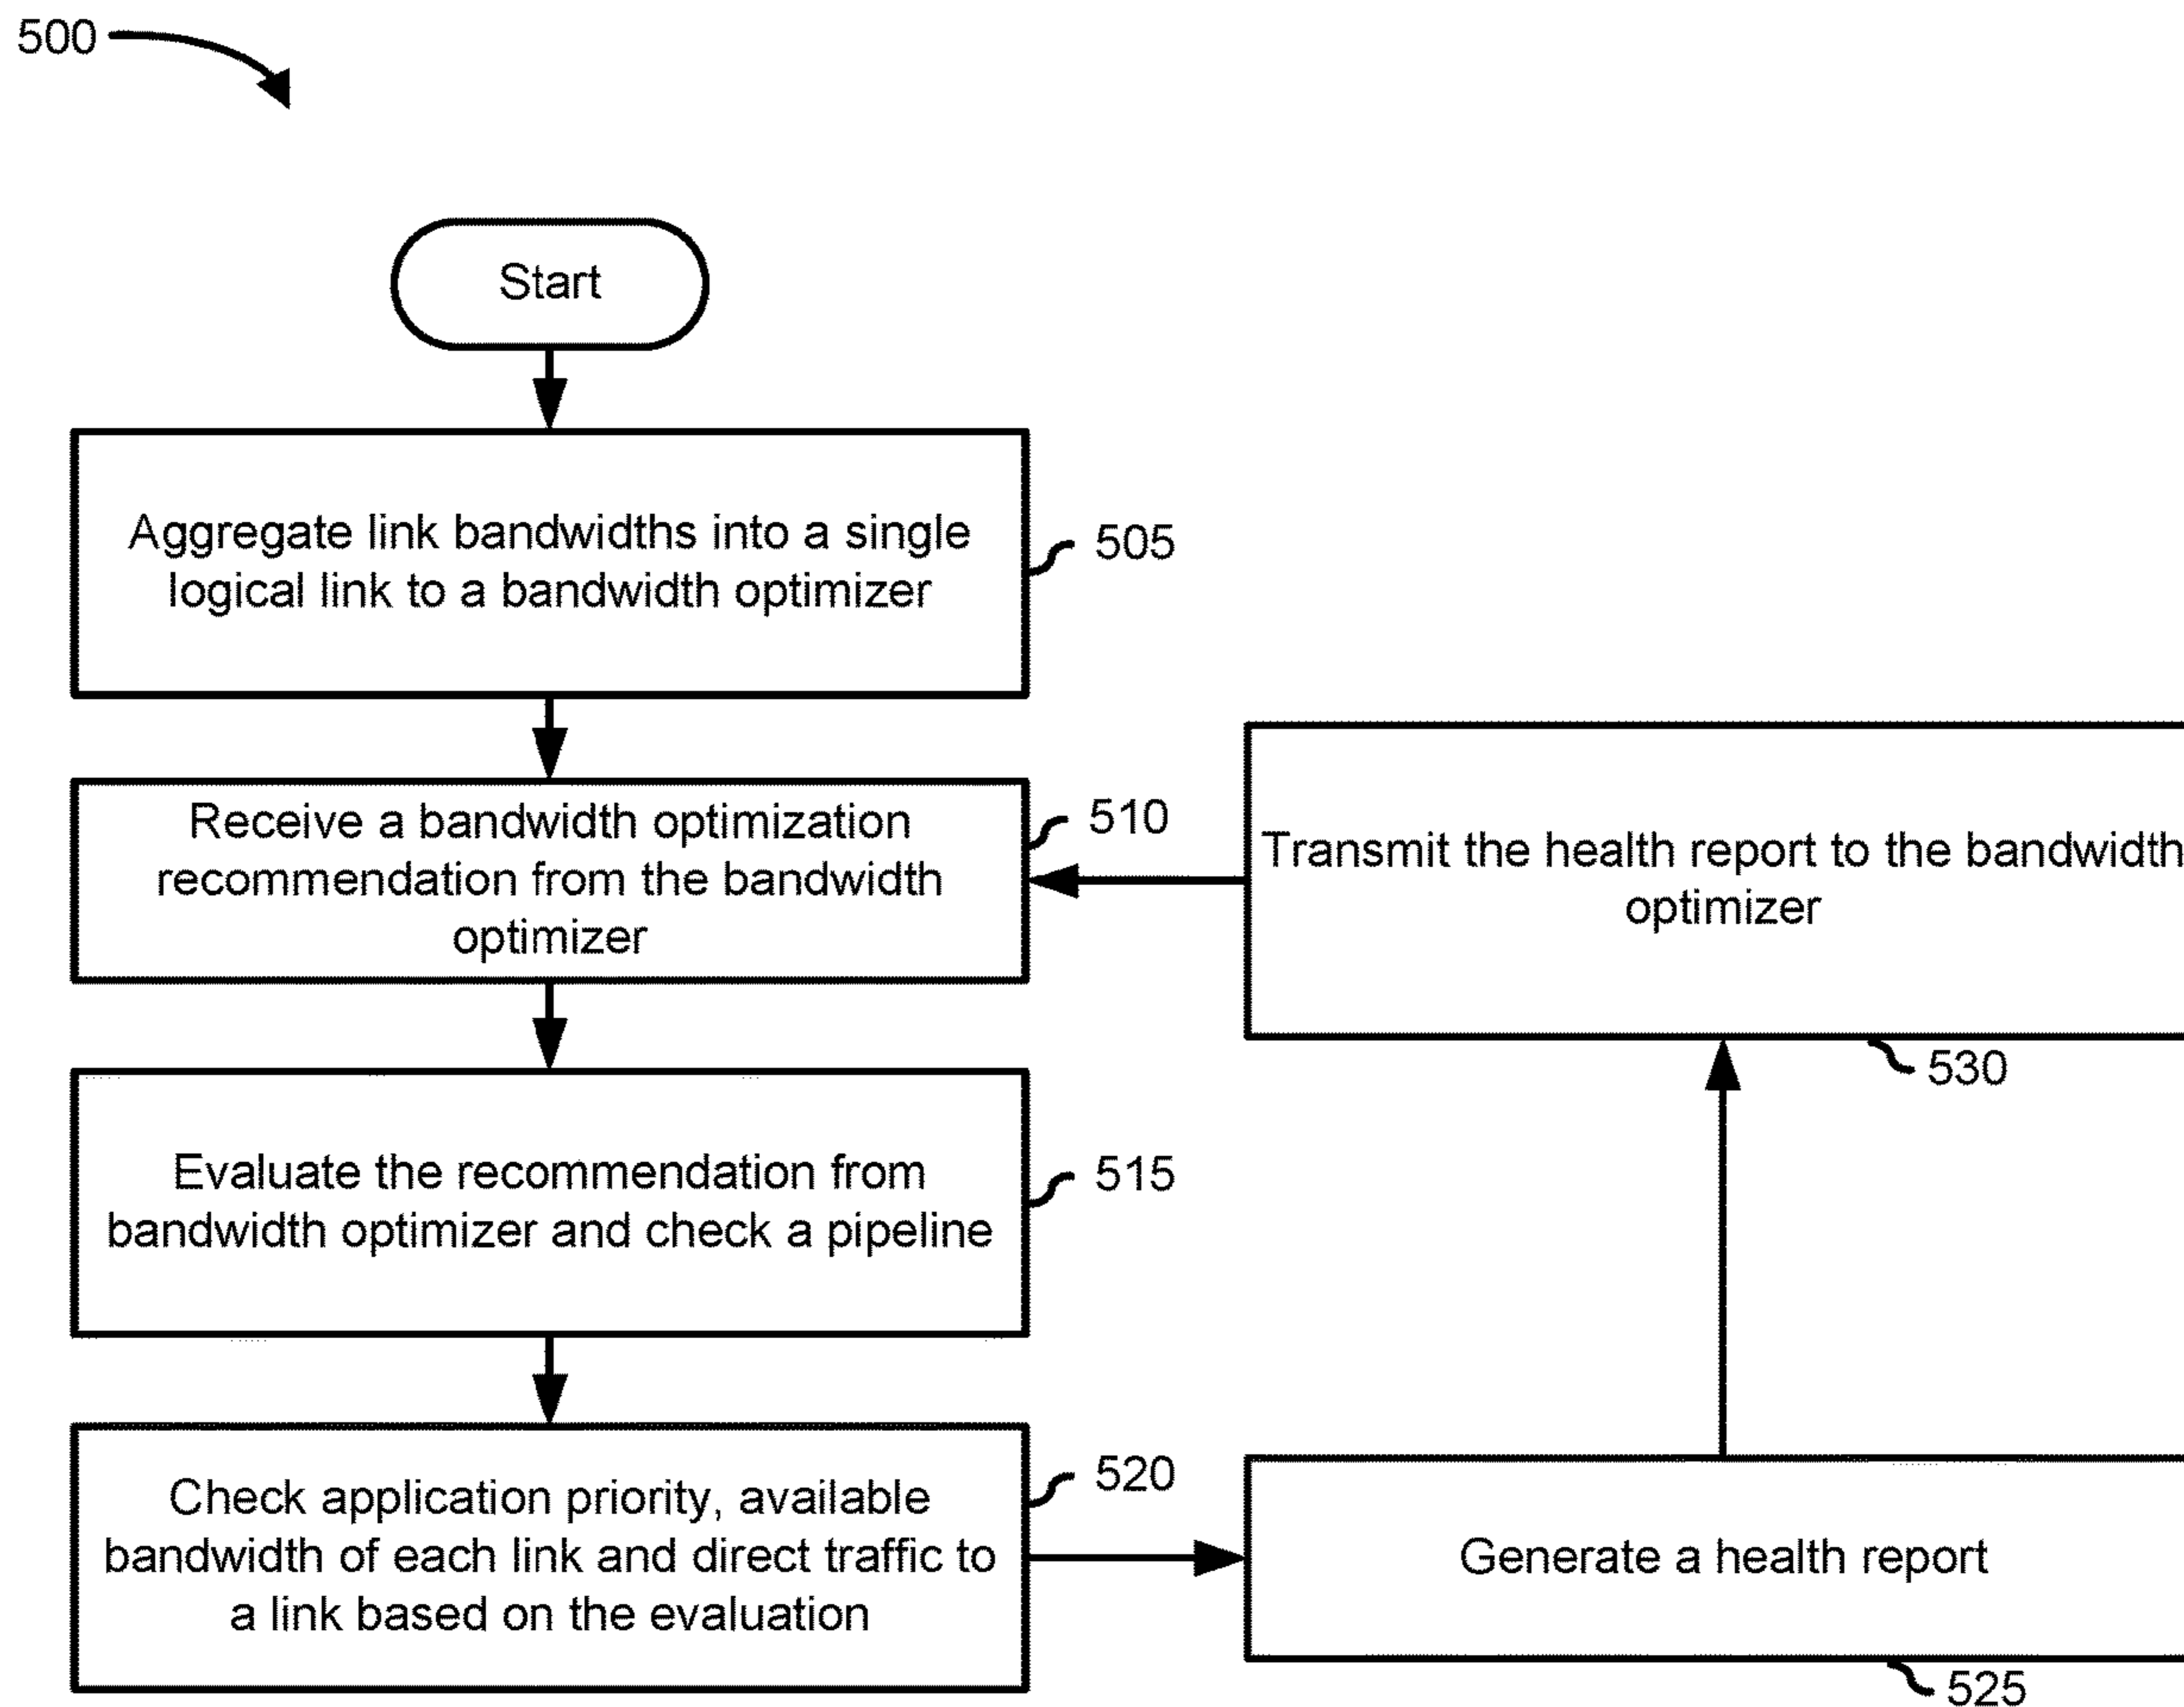 500
Start
Aggregate link bandwidths into a single
logical link to a bandwidth optimizer
505
Receive a bandwidth optimization
recommendation from the bandwidth
optimizer
510
Transmit the health report to the bandwidth
optimizer
530
Evaluate the recommendation from
bandwidth optimizer and check a pipeline
515
Check application priority, available
bandwidth of each link and direct traffic to
a link based on the evaluation
520
Generate a health report
525